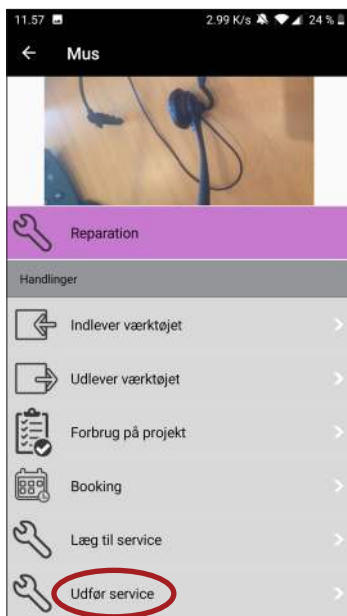 11.57 2.99 K/s 24 %
Mus
Reparation
Handlinger
Indlever værktøjet
Udlever værktøjet
Forbrug på projekt
Booking
Læg til service
Udfør service